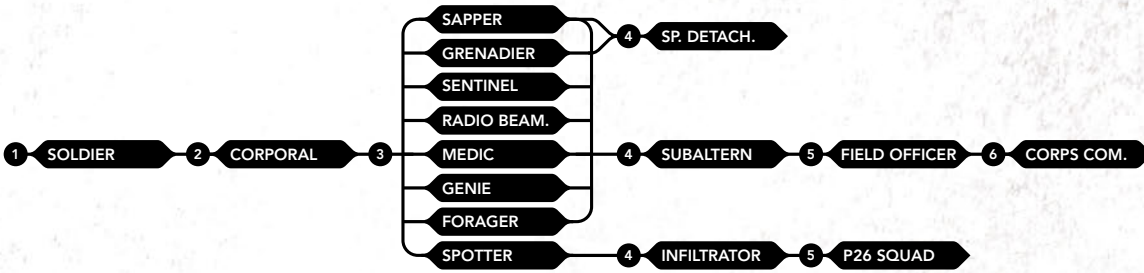 SAPPER
4 SP. DETACH.
GRENADIER
SENTINEL
RADIO BEAM.
1 SOLDIER 2 CORPORAL 3 MEDIC 4 SUBALTERN 5 FIELD OFFICER 6 CORPS COM.
GENIE
FORAGER
SPOTTER 4 INFILTRATOR 5 P26 SQUAD